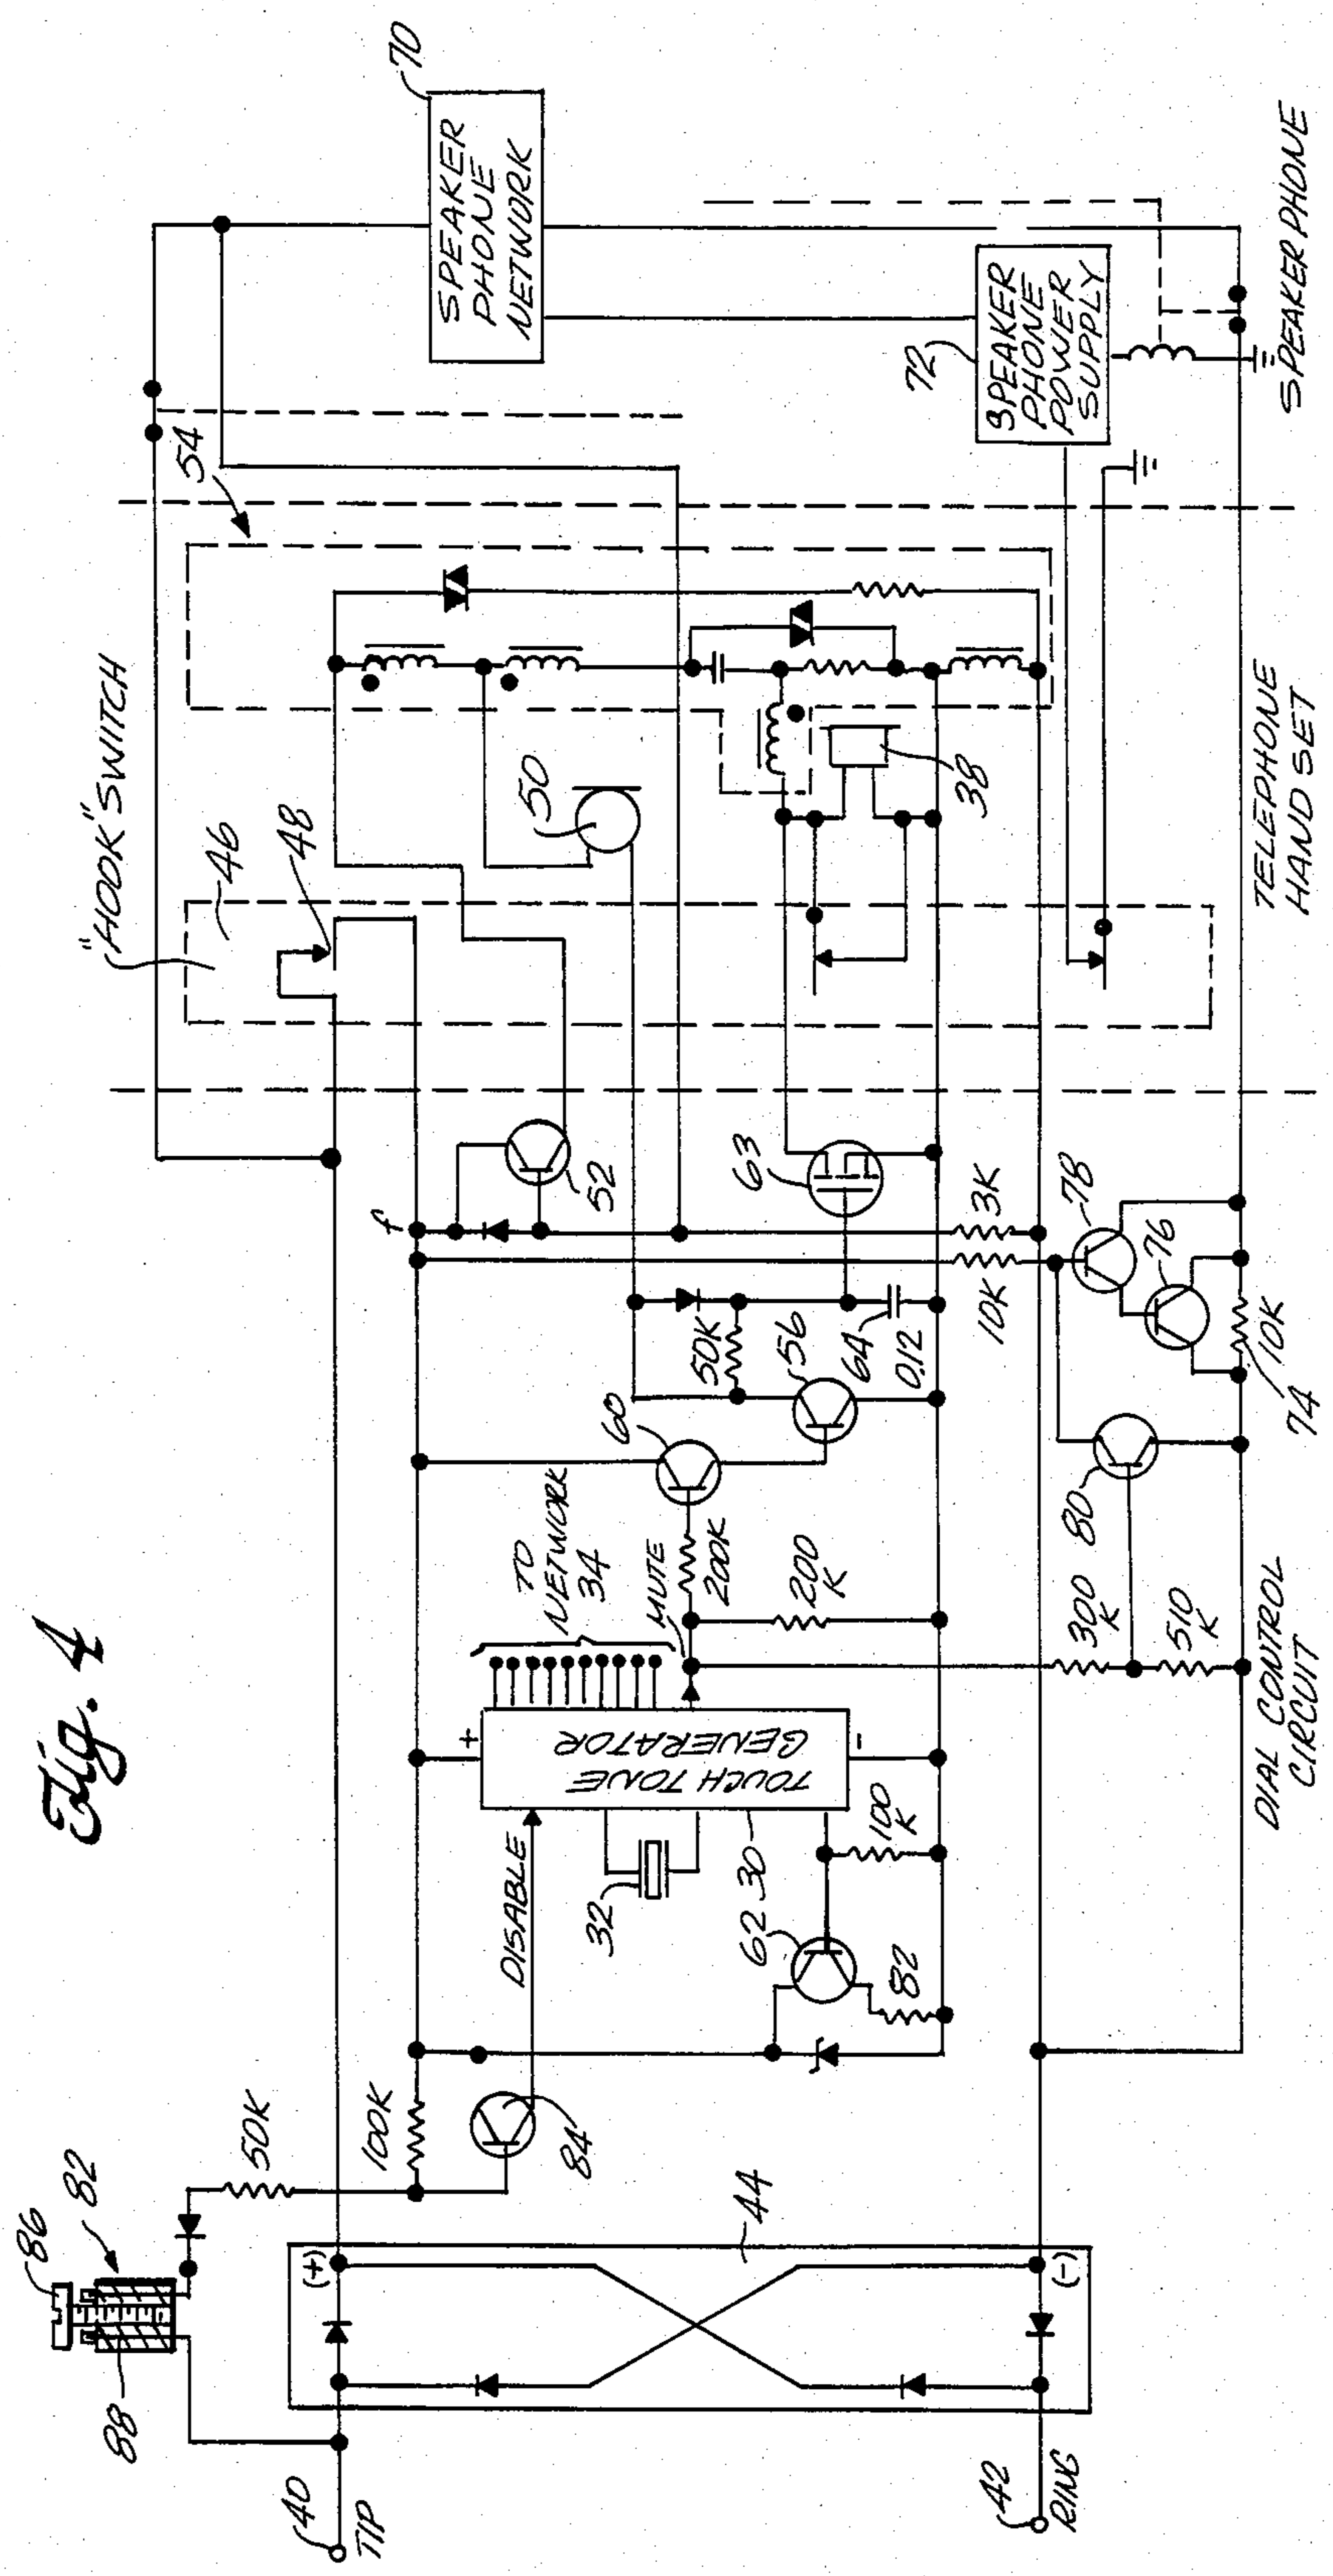 Fig. 4
86
82
88
50K
40
TIP
42
RING
(+)
(-)
44
100K
84
DISABLE
32
30
62
82
100
K
+
-
TOUCH TONE
GENERATOR
TO
NETWORK
34
MUTE
200K
200
K
60
56
50K
64
0.12
300
K
510
K
80
74
10K
76
78
10K
3K
63
f
52
DIAL CONTROL
CIRCUIT
"HOOK" SWITCH
46
48
50
38
54
TELEPHONE
HAND SET
70
SPEAKER
PHONE
NETWORK
72
SPEAKER
PHONE
POWER
SUPPLY
SPEAKER PHONE